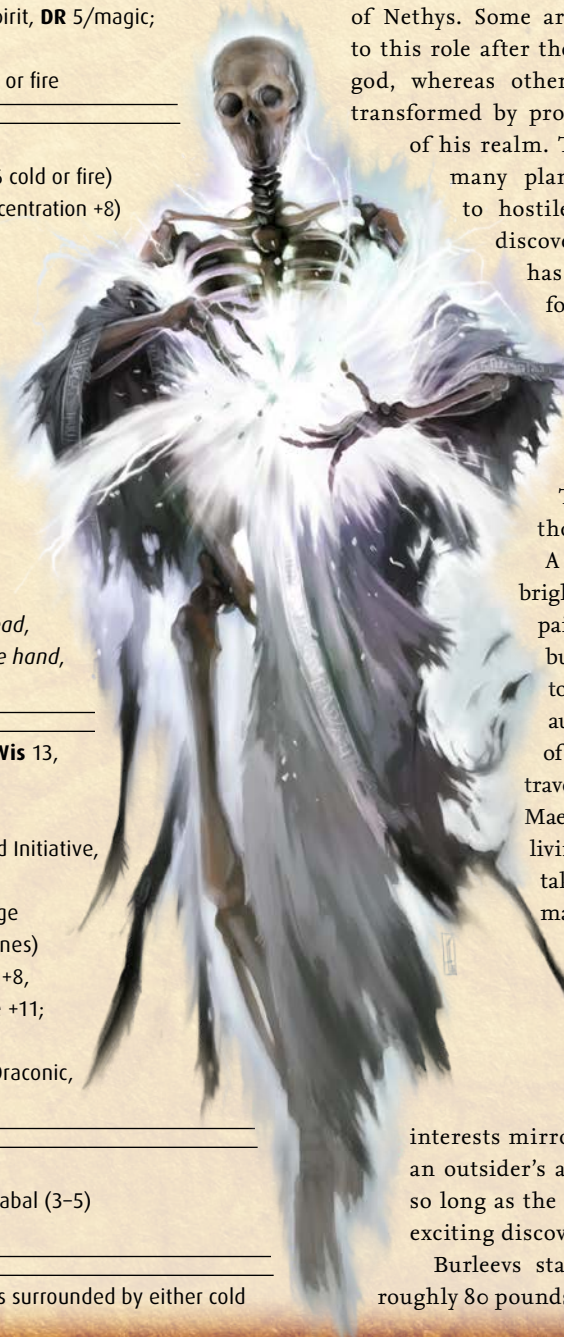 pirit, DR 5/magic;
or fire
cold or fire)
centration +8)
ad,
e hand,
Wis 13,
d Initiative,
ge
nes)
+8,
+11;
Draconic,
abal (3–5)
s surrounded by either cold
of Nethys. Some ar
to this role after the
god, whereas other
transformed by pro
of his realm. T
many plan
to hostile
discove
has
fo
T
tho
A
brigh
pai
bu
to
au
of
trave
Mae
livin
tal
ma
interests mirro
an outsider’s a
so long as the
exciting discov
Burleevs sta
roughly 80 pounds